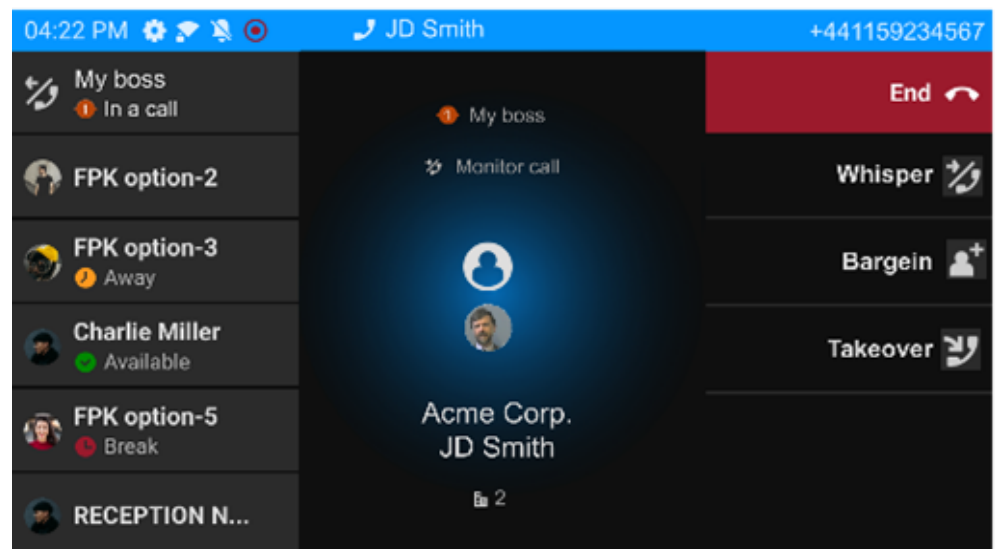 04:22 PM
JD Smith
+441159234567
My boss
In a call
FPK option-2
FPK option-3
Away
Charlie Miller
Available
FPK option-5
Break
RECEPTION N...
1 My boss
Monitor call
Acme Corp.
JD Smith
2
End
Whisper
Bargein
Takeover